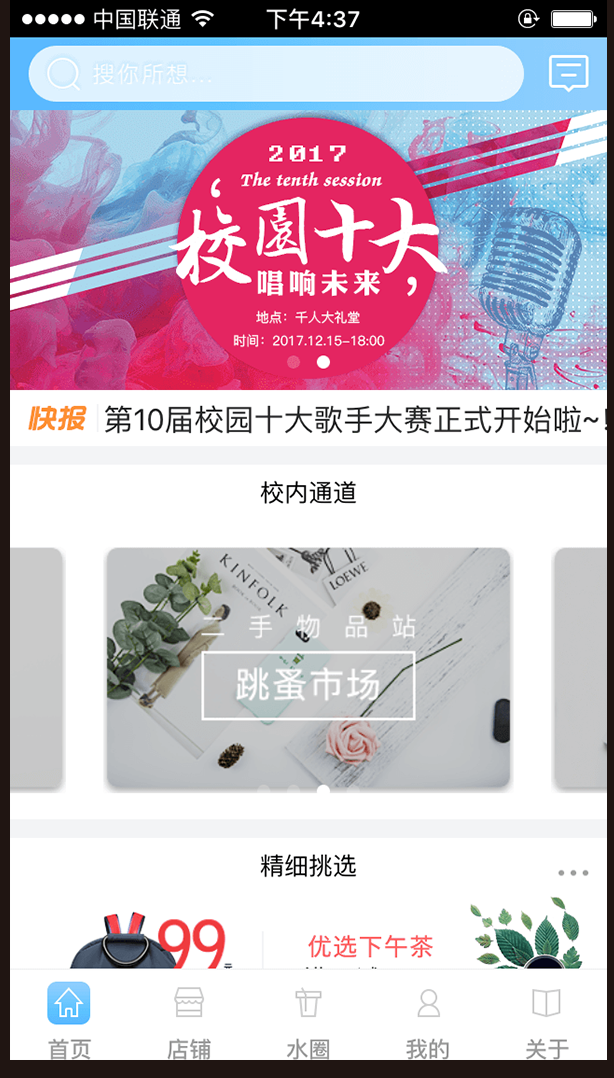 中国联通 下午4:37
搜你所想...
2017
The tenth session
‘校園十大，
唱响未来
地点：千人大礼堂
时间：2017.12.15-18:00
快报 第10届校园十大歌手大赛正式开始啦~!
校内通道
KINFOLK
LOEWE
二手物品站
跳蚤市场
精细挑选
99元
优选下午茶
首页 店铺 水圈 我的 关于